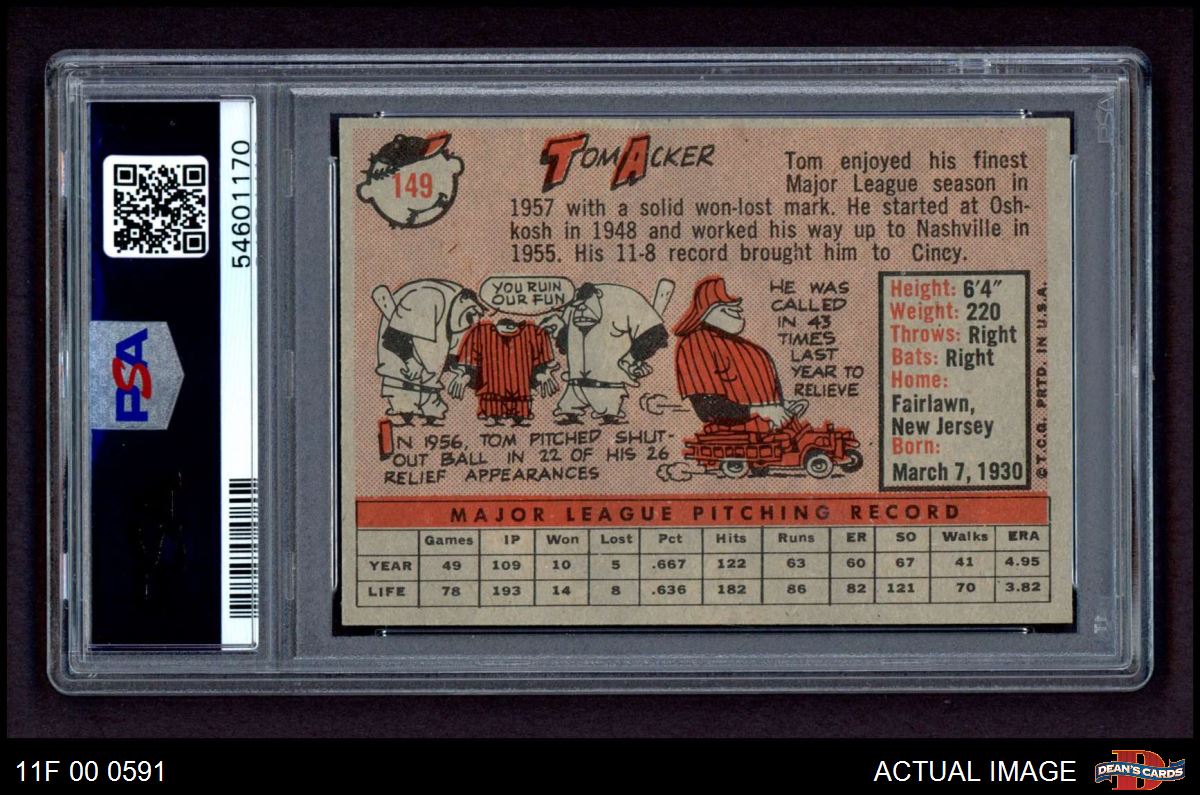 54601170
PSA
149
TOM ACKER
Tom enjoyed his finest
Major League season in
1957 with a solid won-lost mark. He started at Osh-
kosh in 1948 and worked his way up to Nashville in
1955. His 11-8 record brought him to Cincy.
YOU RUIN
OUR FUN
IN 1956, TOM PITCHED SHUT-
OUT BALL IN 22 OF HIS 26
RELIEF APPEARANCES
HE WAS
CALLED
IN 43
TIMES
LAST
YEAR TO
RELIEVE
Height: 6'4"
Weight: 220
Throws: Right
Bats: Right
Home:
Fairlawn,
New Jersey
Born:
March 7, 1930
© T.C.G. PRTD. IN U.S.A.
MAJOR LEAGUE PITCHING RECORD
Games IP Won Lost Pct Hits Runs ER SO Walks ERA
YEAR 49 109 10 5 .667 122 63 60 67 41 4.95
LIFE 78 193 14 8 .636 182 86 82 121 70 3.82
PSA
11F 00 0591
ACTUAL IMAGE
DEAN'S CARDS